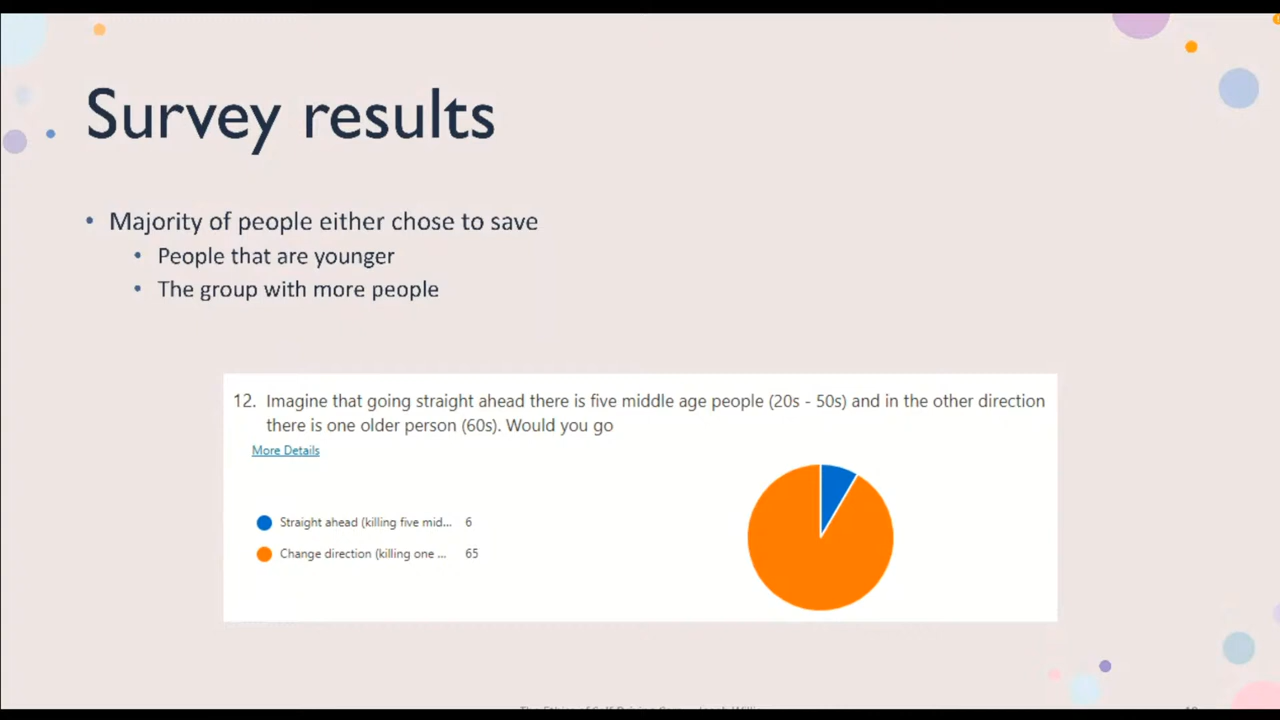 Survey results
• Majority of people either chose to save
• People that are younger
• The group with more people
12. Imagine that going straight ahead there is five middle age people (20s - 50s) and in the other direction
there is one older person (60s). Would you go
More Details
Straight ahead (killing five mid... 6
Change direction (killing one ... 65